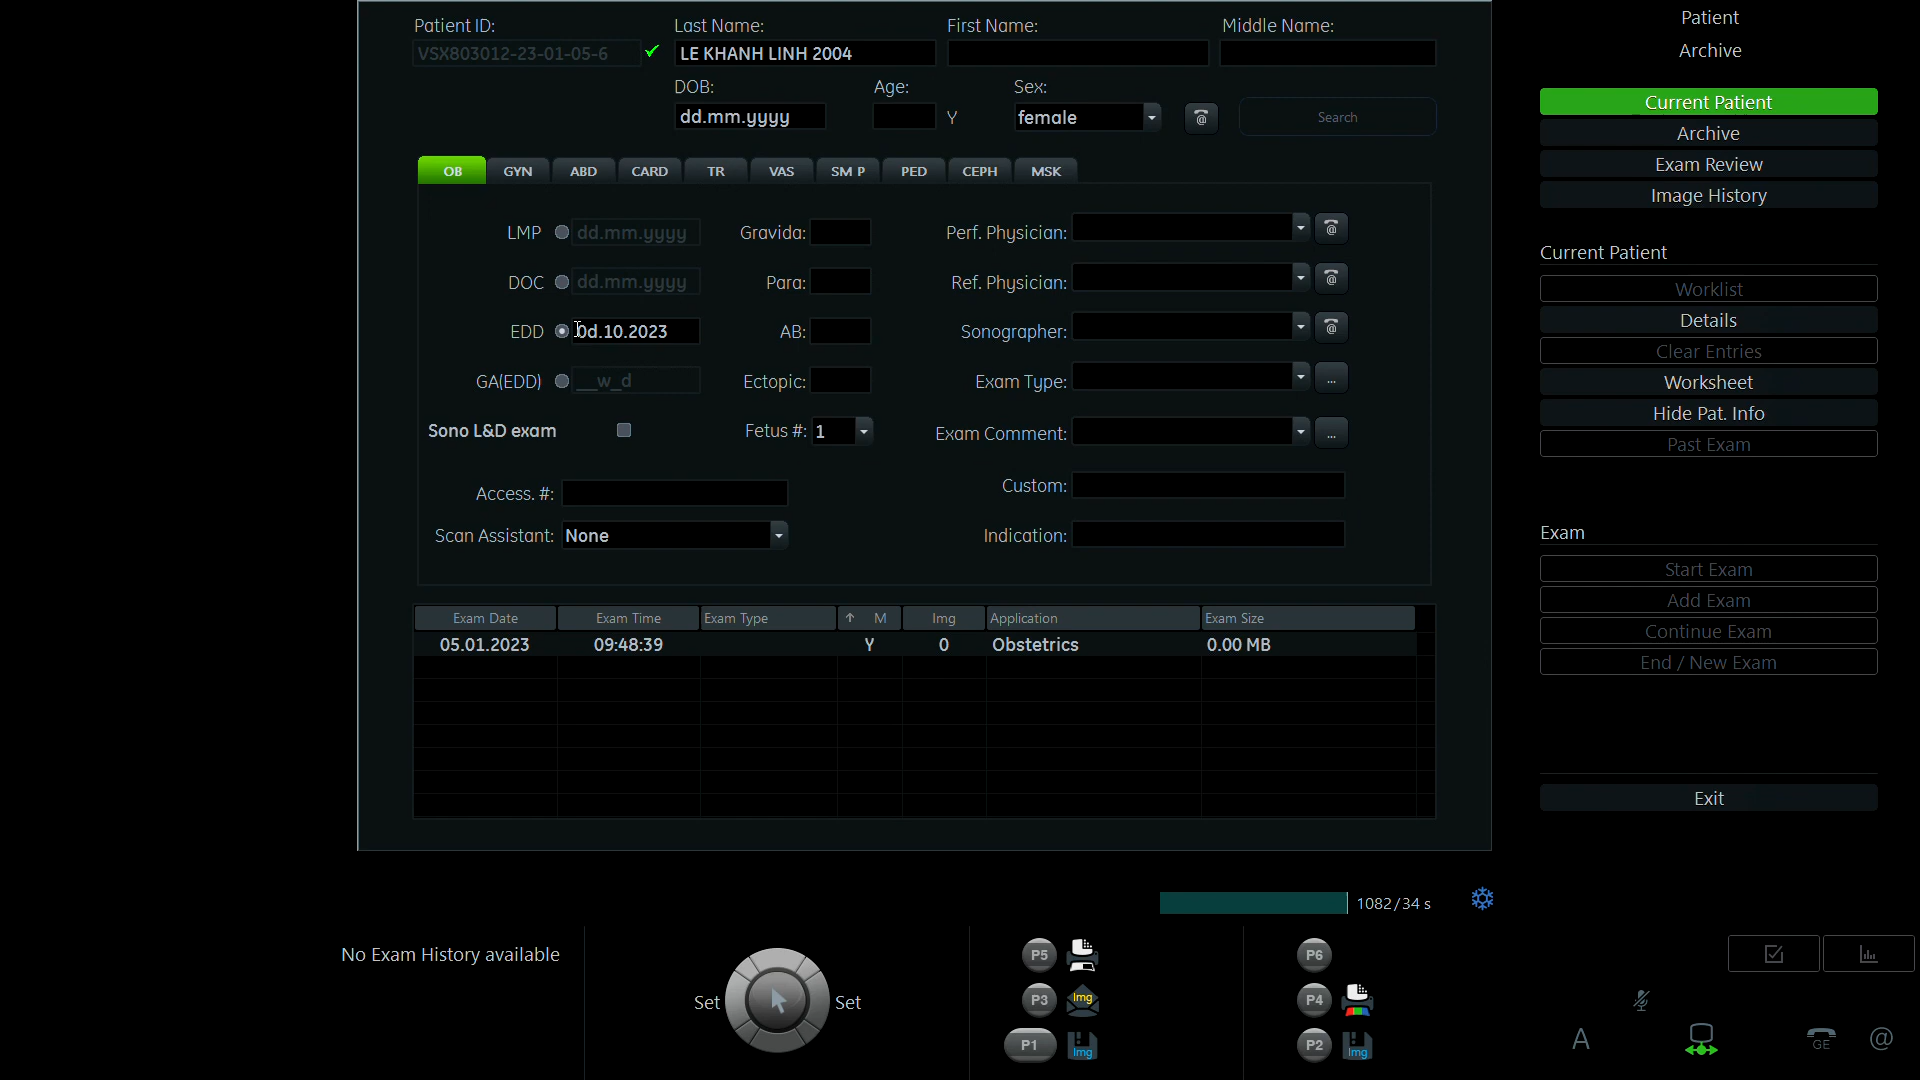 Patient ID: Last Name: First Name: Middle Name:
VSX803012-23-01-05-6 LE KHANH LINH 2004
DOB: Age: Sex:
dd.mm.yyyy Y female Search
OB GYN ABD CARD TR VAS SM P PED CEPH MSK
LMP dd.mm.yyyy Gravida: Perf. Physician:
DOC dd.mm.yyyy Para: Ref. Physician:
EDD 0d.10.2023 AB: Sonographer:
GA(EDD) __w_d Ectopic: Exam Type: ...
Sono L&D exam Fetus #: 1 Exam Comment: ...
Access. #: Custom:
Scan Assistant: None Indication:
Exam Date Exam Time Exam Type ↑ M Img Application Exam Size
05.01.2023 09:48:39 Y 0 Obstetrics 0.00 MB
1082/34 s
No Exam History available
Set Set
P5
P3 Img
P1 Img
P6
P4
P2 Img
Patient
Archive
Current Patient
Archive
Exam Review
Image History
Current Patient
Worklist
Details
Clear Entries
Worksheet
Hide Pat. Info
Past Exam
Exam
Start Exam
Add Exam
Continue Exam
End / New Exam
Exit
A GE @